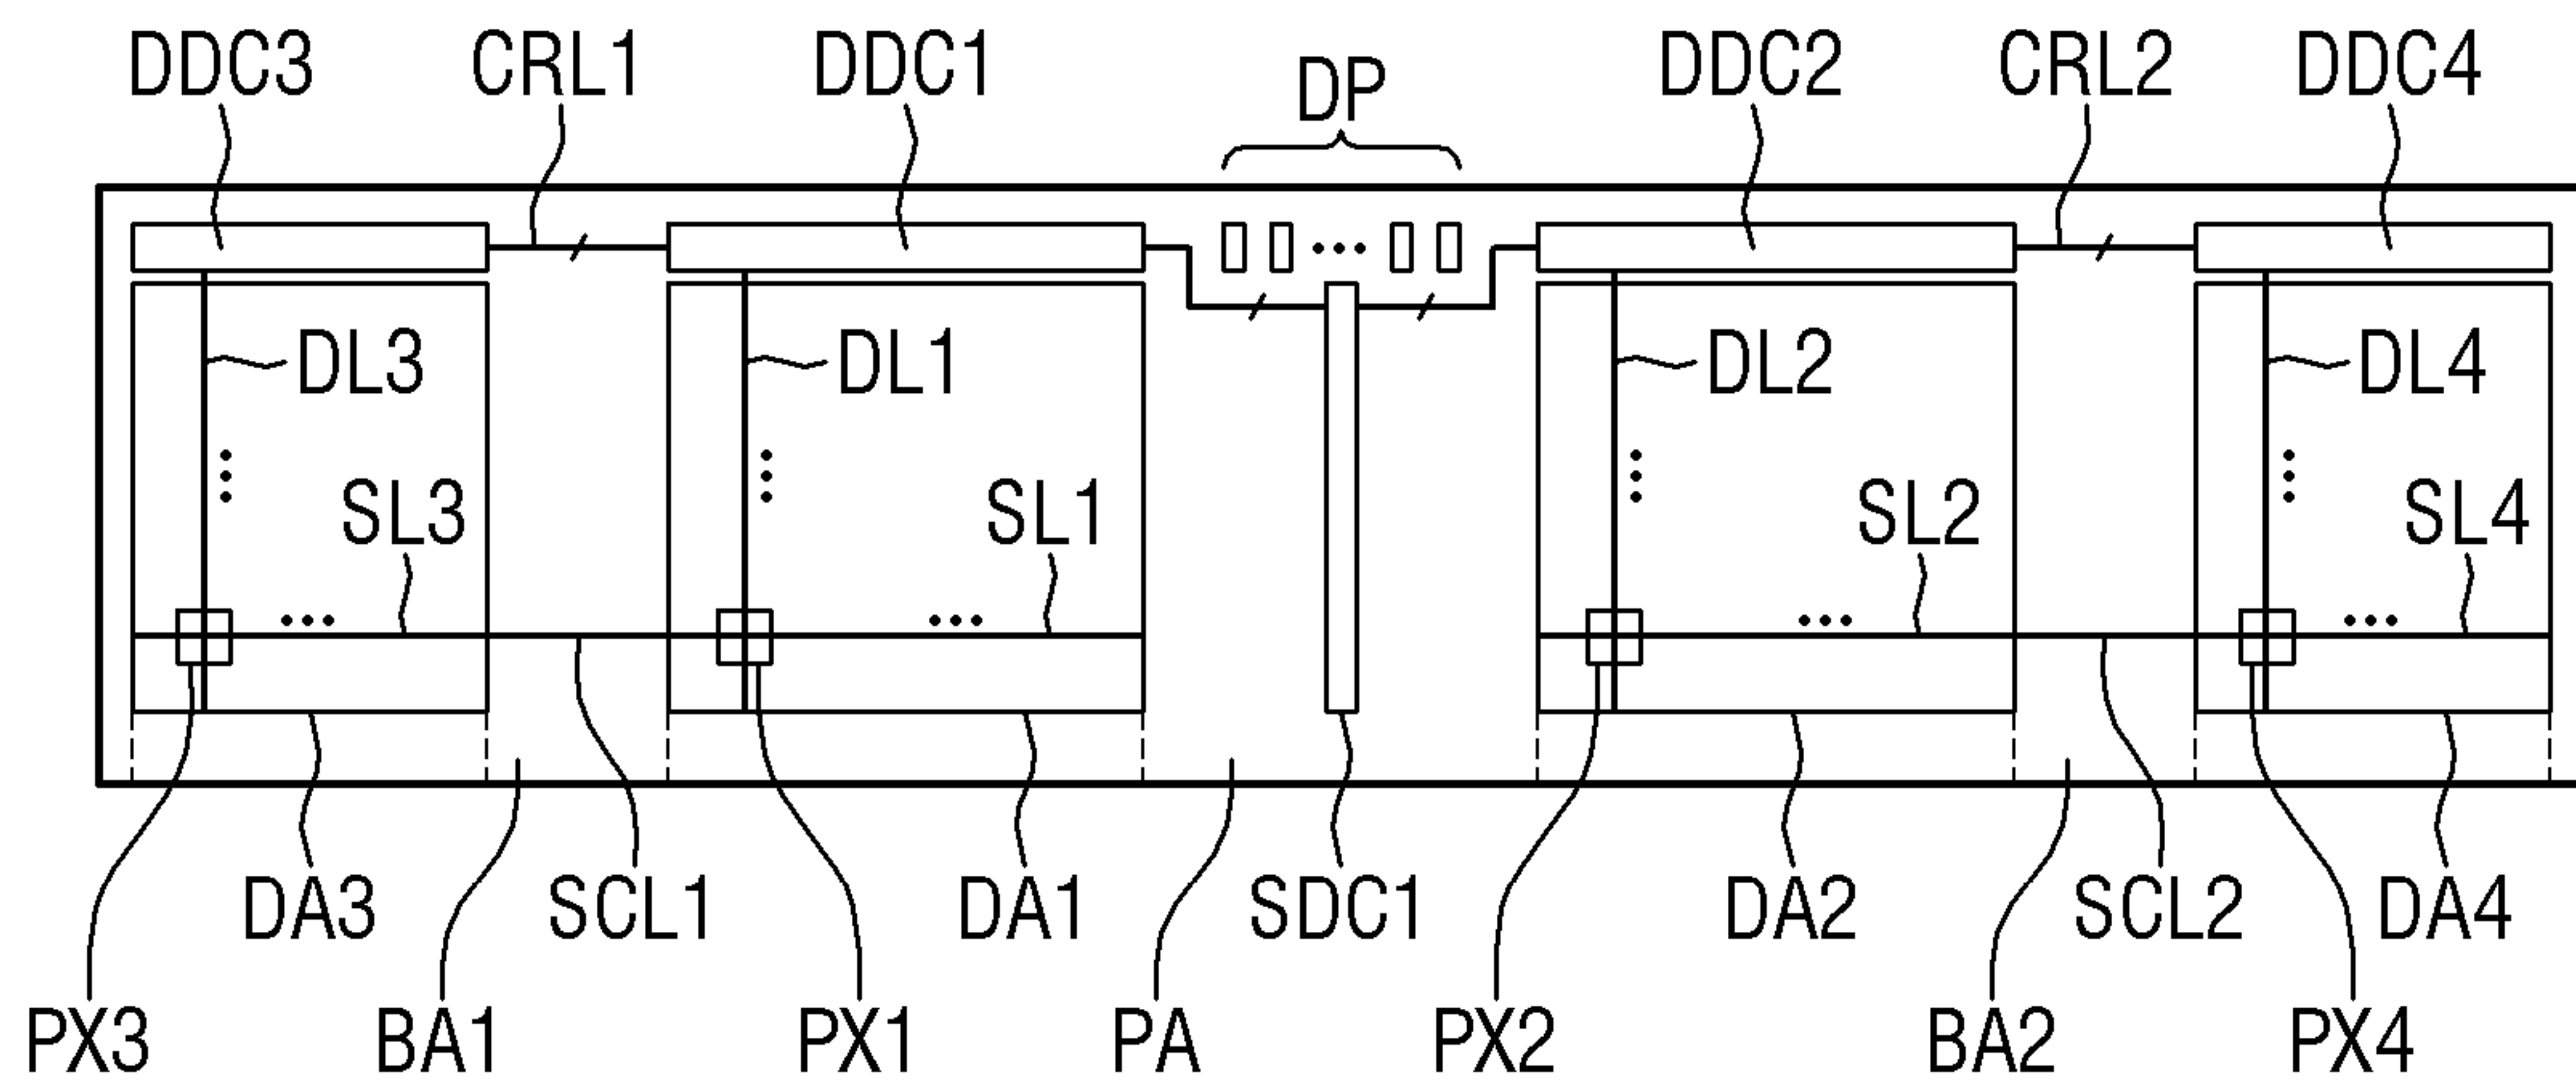 DDC3 CRL1 DDC1 DP DDC2 CRL2 DDC4
DL3 DL1 DL2 DL4
SL3 SL1 SL2 SL4
DA3 SCL1 DA1 SDC1 DA2 SCL2 DA4
PX3 BA1 PX1 PA PX2 BA2 PX4